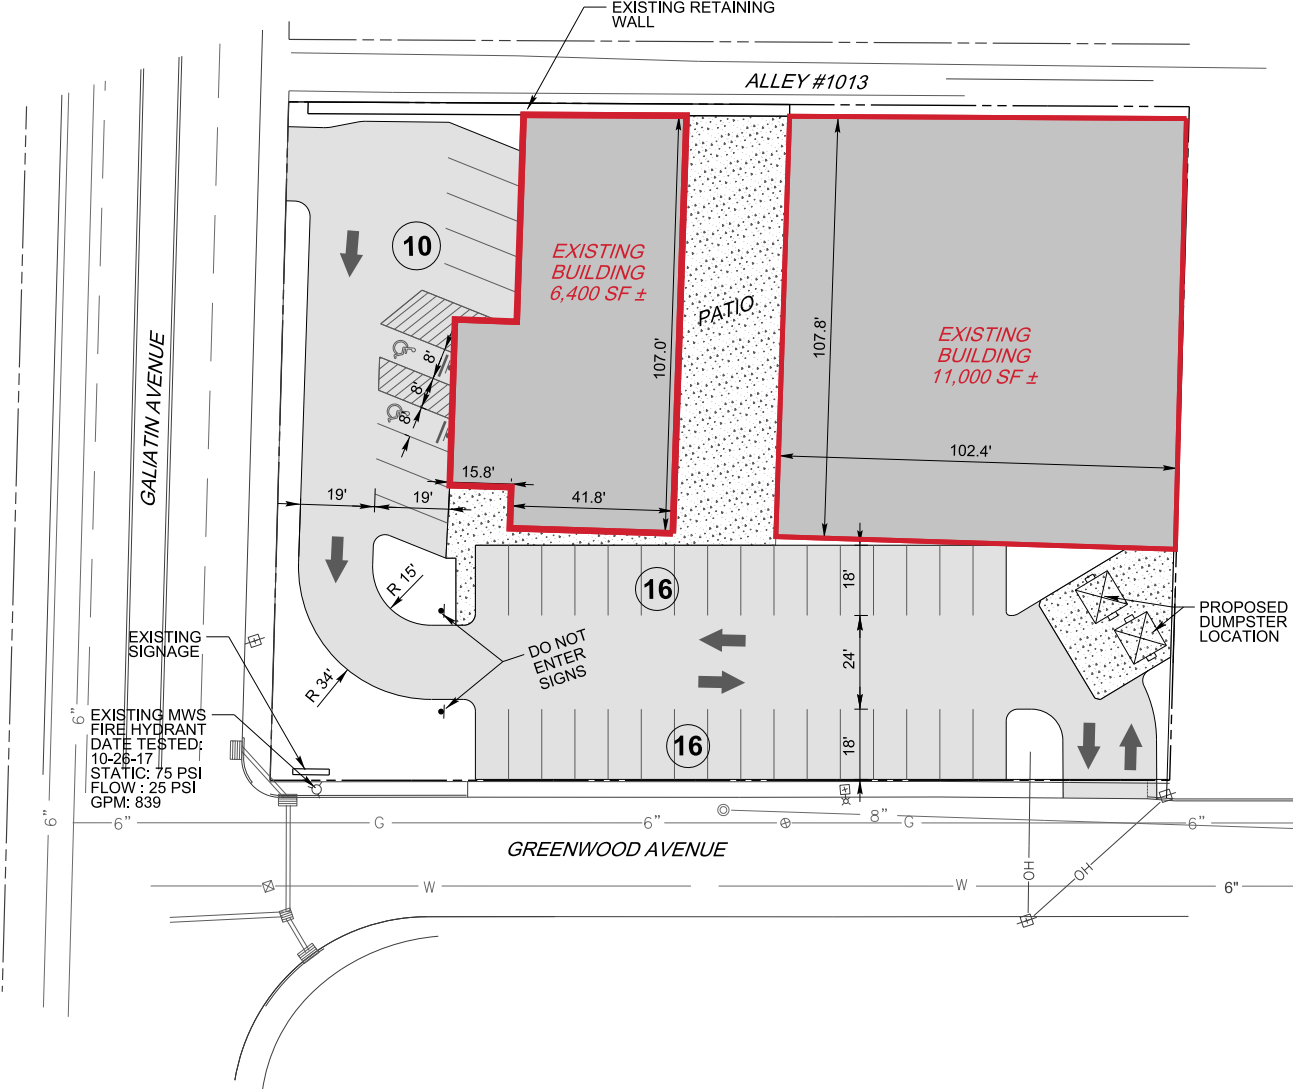 EXISTING RETAINING
WALL
ALLEY #1013
10
EXISTING
BUILDING
6,400 SF ±
PATIO
EXISTING
BUILDING
11,000 SF ±
107.0'
107.8'
102.4'
GALIATIN AVENUE
8'
8'
8'
15.8'
41.8'
19'
19'
R 15'
R 34'
16
18'
24'
18'
16
DO NOT
ENTER
SIGNS
PROPOSED
DUMPSTER
LOCATION
EXISTING
SIGNAGE
EXISTING MWS
FIRE HYDRANT
DATE TESTED:
10-26-17
STATIC: 75 PSI
FLOW : 25 PSI
GPM: 839
6"
6"
6"
G
6"
8"
G
6"
GREENWOOD AVENUE
W
W
6"
OH
OH